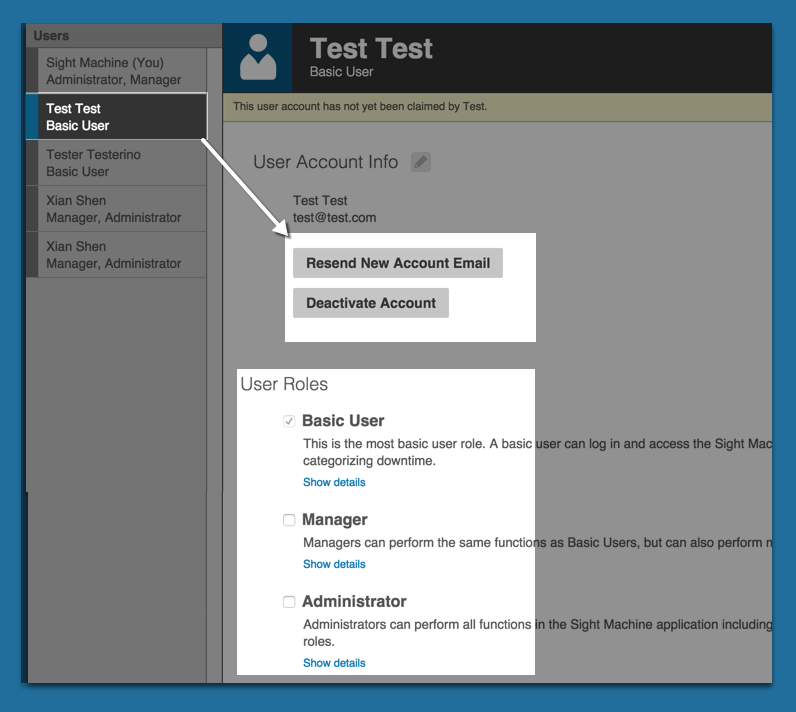 Users
Sight Machine (You)
Administrator, Manager
Test Test
Basic User
Tester Testerino
Basic User
Xian Shen
Manager, Administrator
Xian Shen
Manager, Administrator
Test Test
Basic User
This user account has not yet been claimed by Test.
User Account Info
Test Test
test@test.com
Resend New Account Email
Deactivate Account
User Roles
Basic User
This is the most basic user role. A basic user can log in and access the Sight Mac
categorizing downtime.
Show details
Manager
Managers can perform the same functions as Basic Users, but can also perform
Show details
Administrator
Administrators can perform all functions in the Sight Machine application including
roles.
Show details